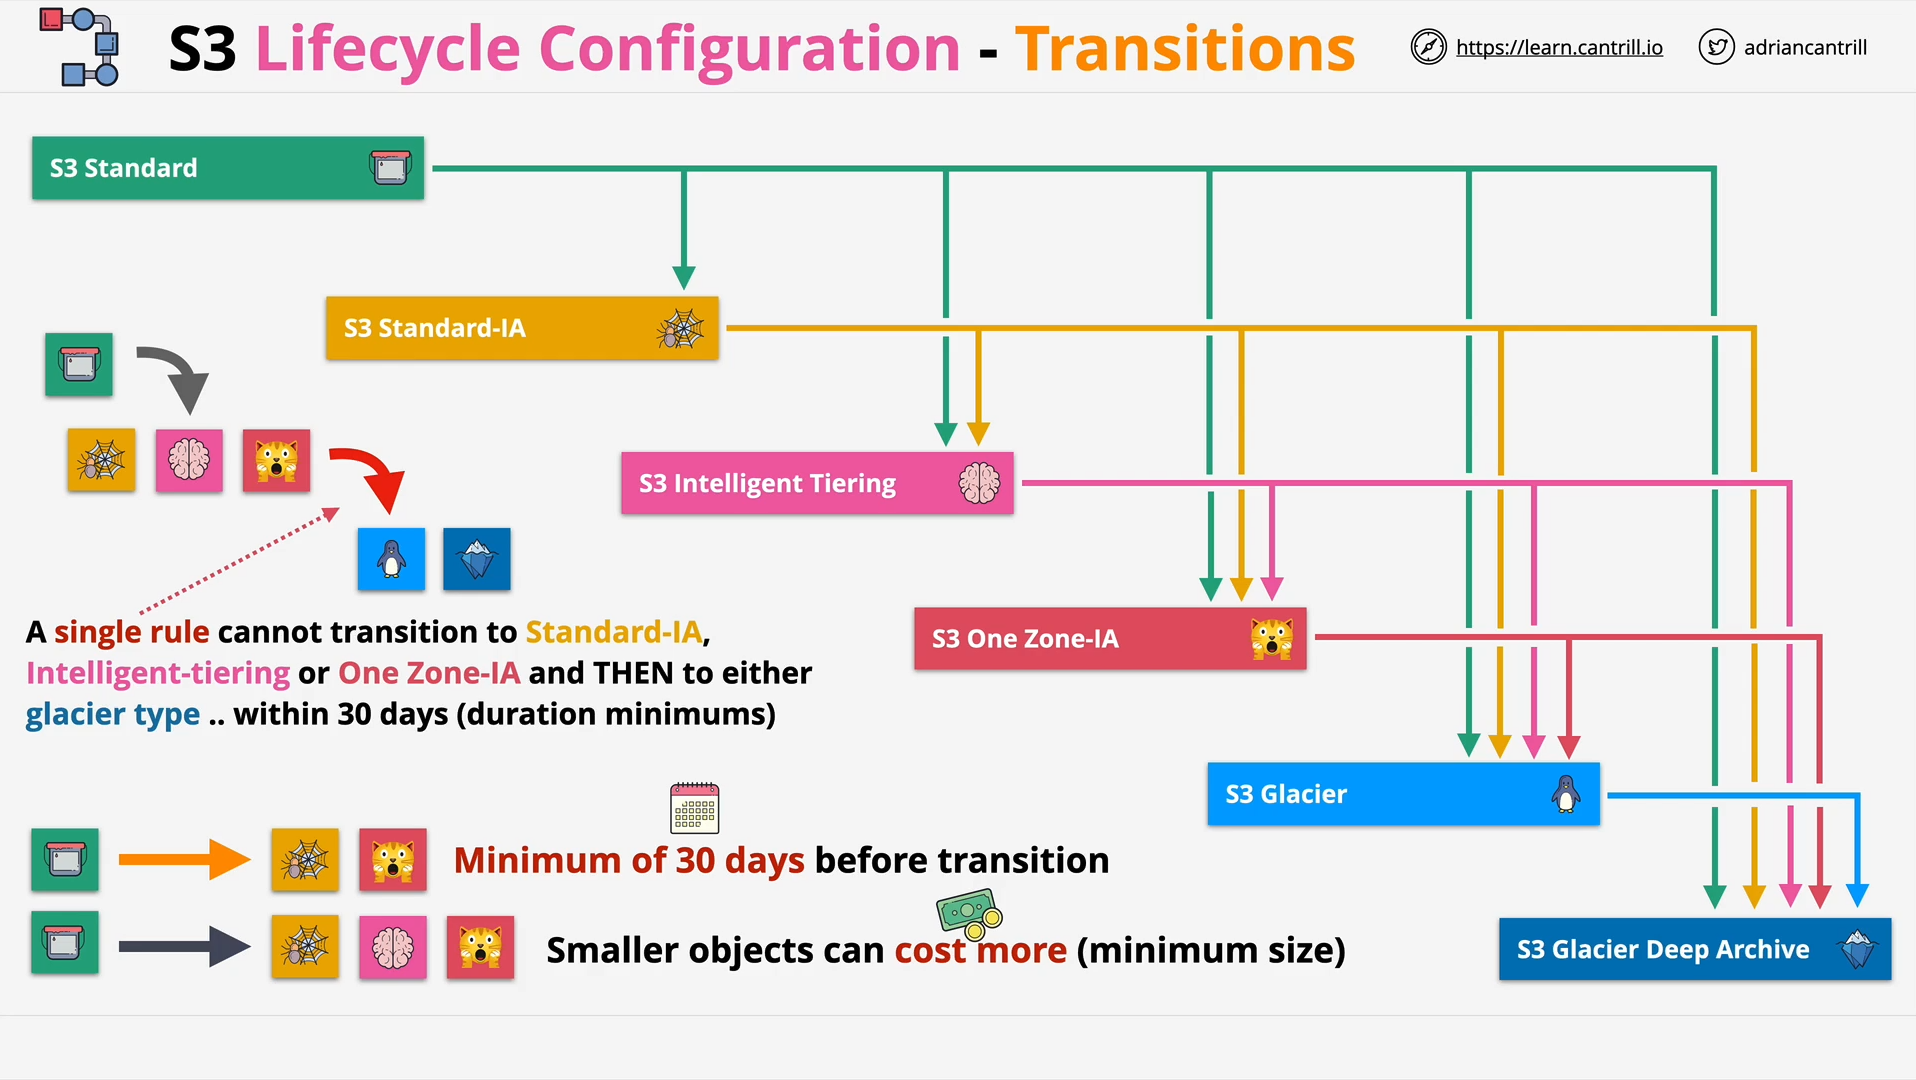 S3 Lifecycle Configuration - Transitions
https://learn.cantrill.io
adriancantrill
S3 Standard
S3 Standard-IA
S3 Intelligent Tiering
S3 One Zone-IA
A single rule cannot transition to Standard-IA,
Intelligent-tiering or One Zone-IA and THEN to either
glacier type .. within 30 days (duration minimums)
S3 Glacier
Minimum of 30 days before transition
Smaller objects can cost more (minimum size)
S3 Glacier Deep Archive